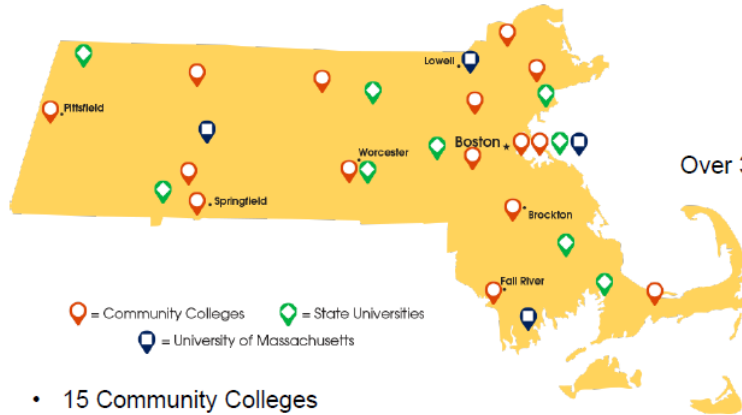 Lowell
Pittsfield
Boston
Worcester
Over 3
Springfield
Brockton
Fall River
= Community Colleges
= State Universities
= University of Massachusetts
• 15 Community Colleges